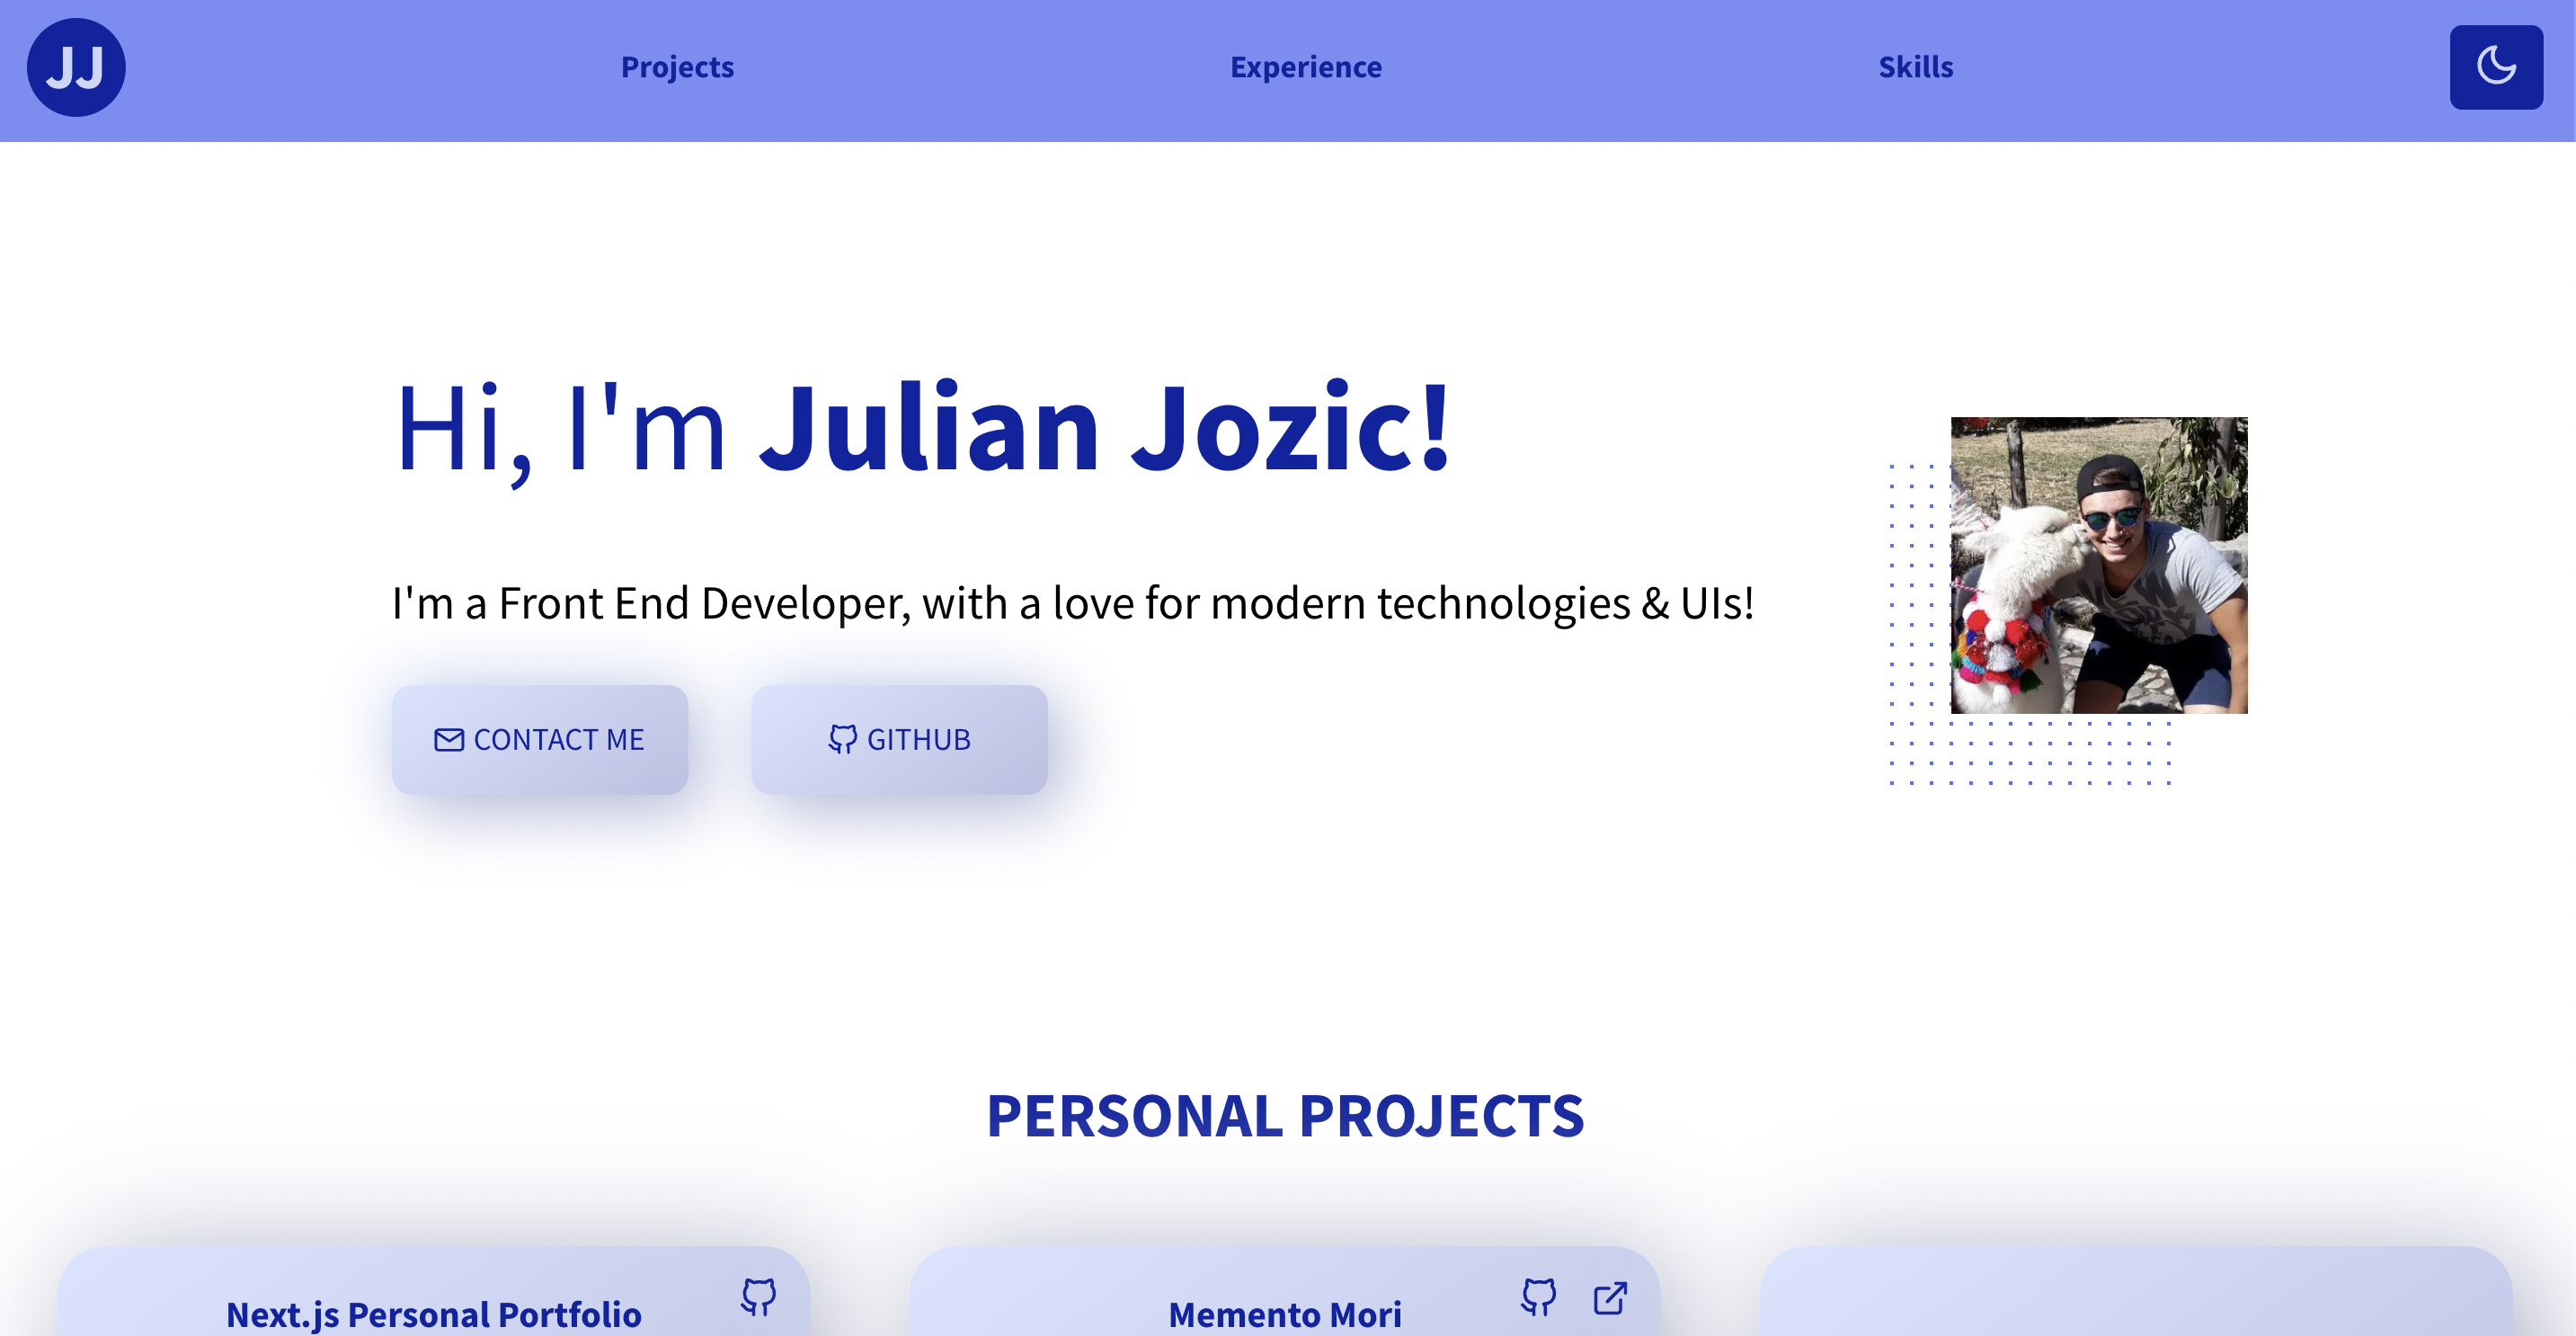 JJ
Projects
Experience
Skills
Hi, I'm Julian Jozic!
I'm a Front End Developer, with a love for modern technologies & UIs!
CONTACT ME
GITHUB
PERSONAL PROJECTS
Next.js Personal Portfolio
Memento Mori